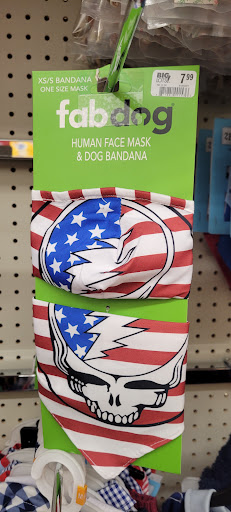 XS/S BANDANA
ONE SIZE MASK
BIG
7.99
fabdog
HUMAN FACE MASK
& DOG BANDANA